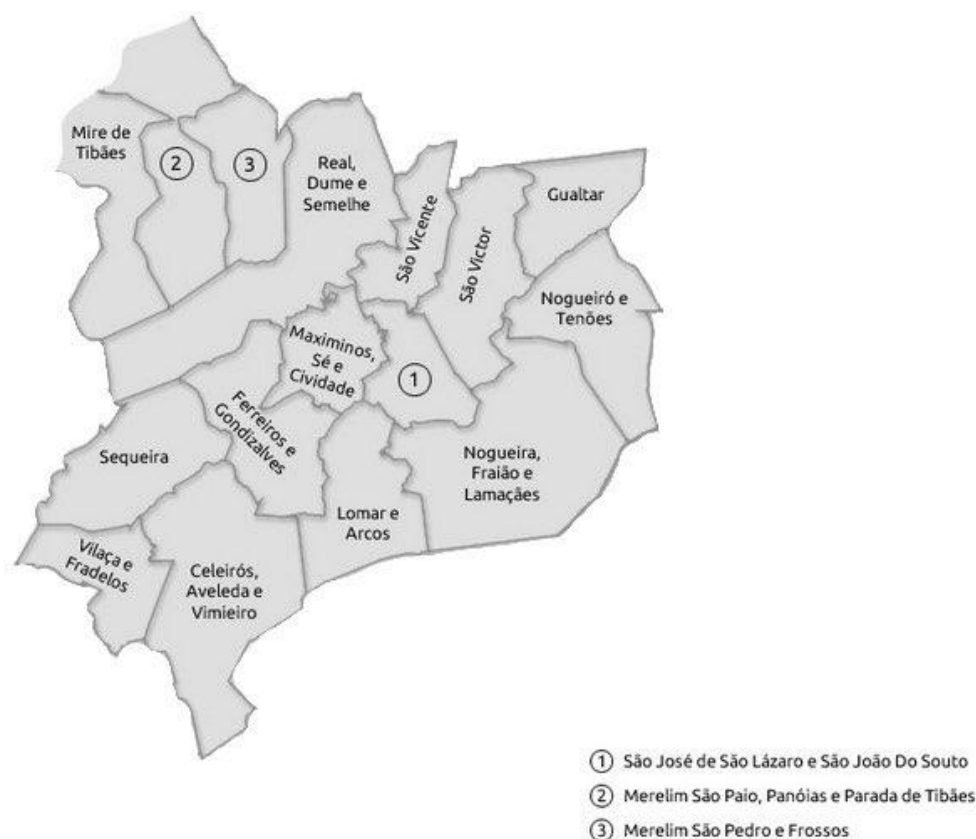 Mire de
Tibães
2
3
Real,
Dume e
Semelhe
São Vicente
São Victor
Gualtar
Nogueiró e
Tenões
Maximinos,
Sé e
Cividade
1
Ferreiros e
Gondizalves
Sequeira
Nogueira,
Fraião e
Lamaçães
Lomar e
Arcos
Vilaça e
Fradelos
Celeirós,
Aveleda e
Vimieiro
1 São José de São Lázaro e São João Do Souto
2 Merelim São Paio, Panóias e Parada de Tibães
3 Merelim São Pedro e Frossos